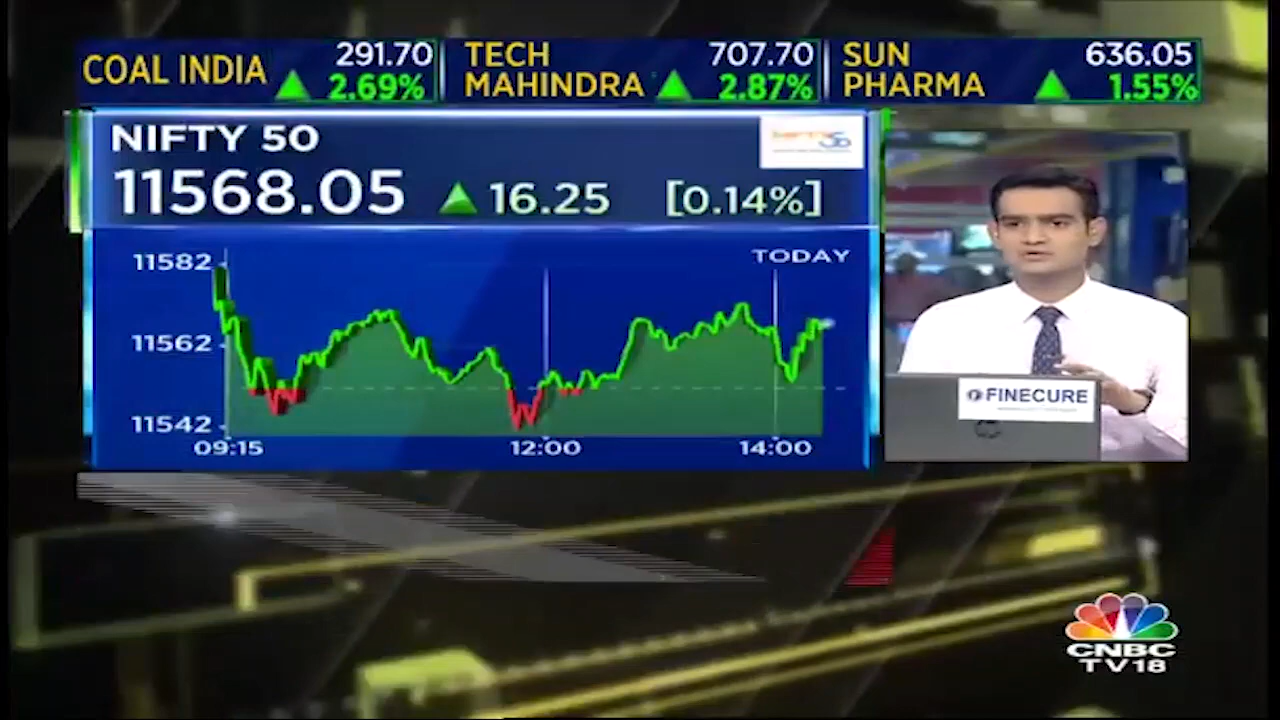 COAL INDIA
291.70
2.69%
TECH
MAHINDRA
707.70
2.87%
SUN
PHARMA
636.05
1.55%
NIFTY 50
11568.05
16.25
[0.14%]
TODAY
11582
11562
11542
09:15
12:00
14:00
FINECURE
CNBC
TV18